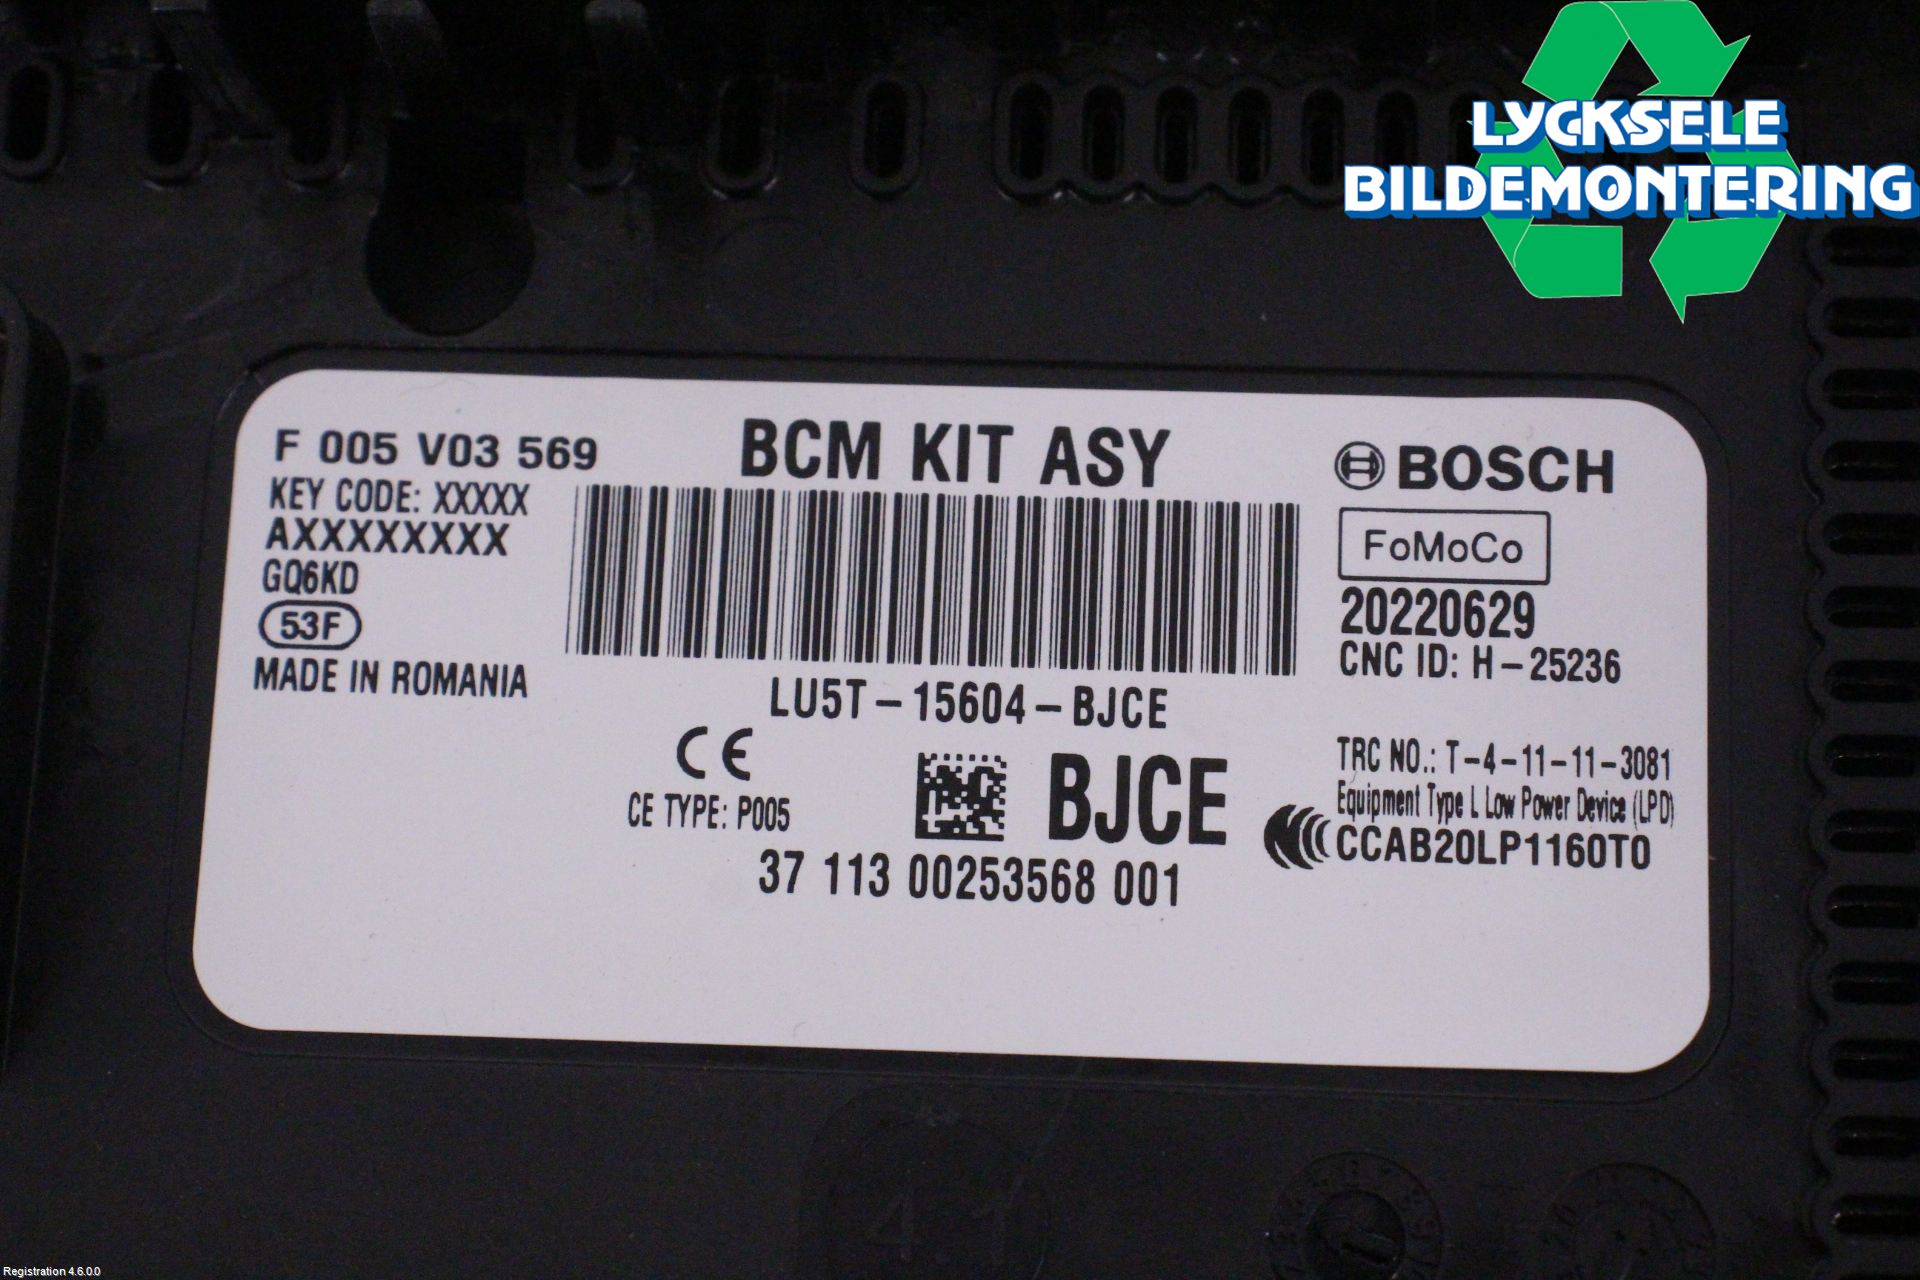 LYCKSELE
BILDEMONTERING
F 005 V03 569
BCM KIT ASY
BOSCH
KEY CODE: XXXXX
AXXXXXXXXX
GQ6KD
53F
MADE IN ROMANIA
FoMoCo
20220629
CNC ID: H-25236
LU5T-15604-BJCE
CE
CE TYPE: P005
BJCE
37 113 00253568 001
TRC NO.: T-4-11-11-3081
Equipment Type L Low Power Device (LPD)
CCAB20LP1160T0
41
Registration 4.6.0.0